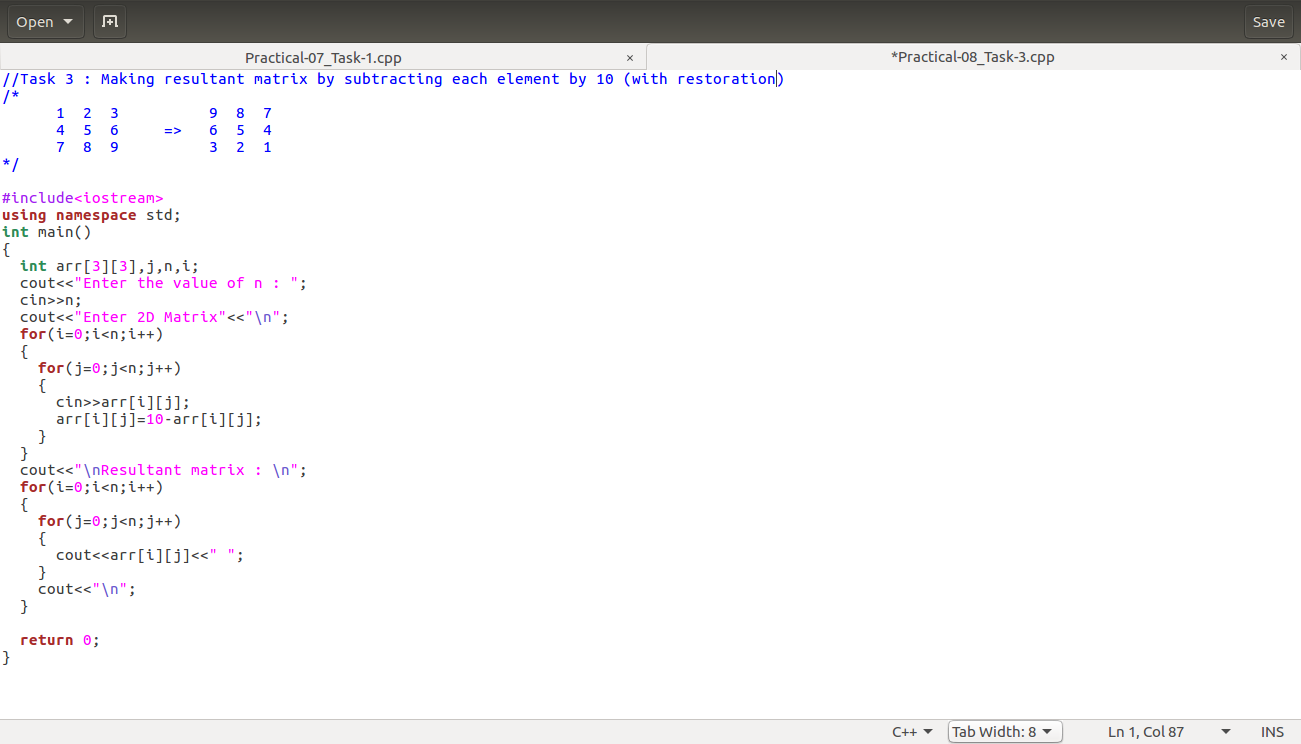 Open Save
Practical-07_Task-1.cpp × *Practical-08_Task-3.cpp ×
//Task 3 : Making resultant matrix by subtracting each element by 10 (with restoration)
/*
      1  2  3          9  8  7
      4  5  6     =>   6  5  4
      7  8  9          3  2  1
*/

#include<iostream>
using namespace std;
int main()
{
  int arr[3][3],j,n,i;
  cout<<"Enter the value of n : ";
  cin>>n;
  cout<<"Enter 2D Matrix"<<"\n";
  for(i=0;i<n;i++)
  {
    for(j=0;j<n;j++)
    {
      cin>>arr[i][j];
      arr[i][j]=10-arr[i][j];
    }
  }
  cout<<"\nResultant matrix : \n";
  for(i=0;i<n;i++)
  {
    for(j=0;j<n;j++)
    {
      cout<<arr[i][j]<<" ";
    }
    cout<<"\n";
  }

  return 0;
}
C++ Tab Width: 8 Ln 1, Col 87 INS